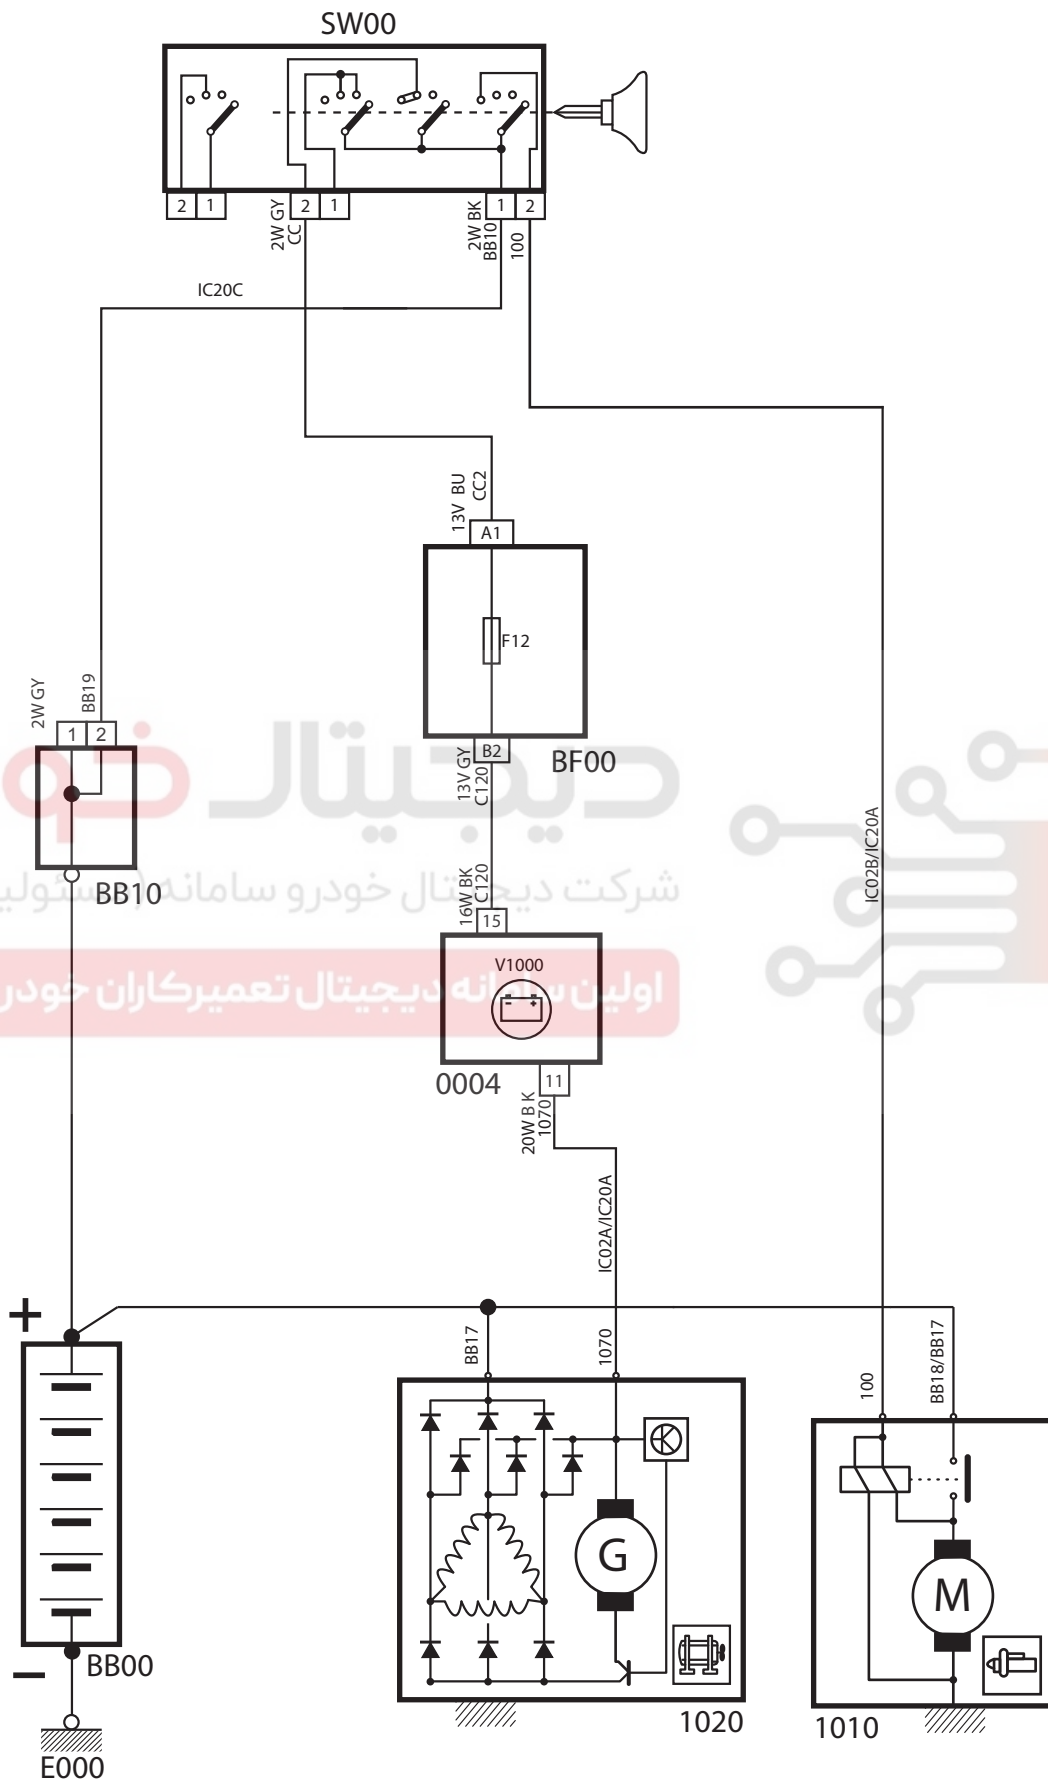 SW00
2 1
2 1
1 2
2W GY
CC
2W BK
BB10
100
IC20C
13V BU
CC2
A1
F12
2W GY
BB19
1 2
B2
BF00
13V GY
C120
دیجیتال خودرو
BB10
شرکت دیجیتال خودرو سامانه (مسئولیت
16W BK
C120
15
IC02B/IC20A
V1000
- +
اولین سامانه دیجیتال تعمیرکاران خودرو
0004
11
20W B K
1070
IC02A/IC20A
+
BB17
1070
100
BB18/BB17
G
M
−
BB00
1020
1010
E000